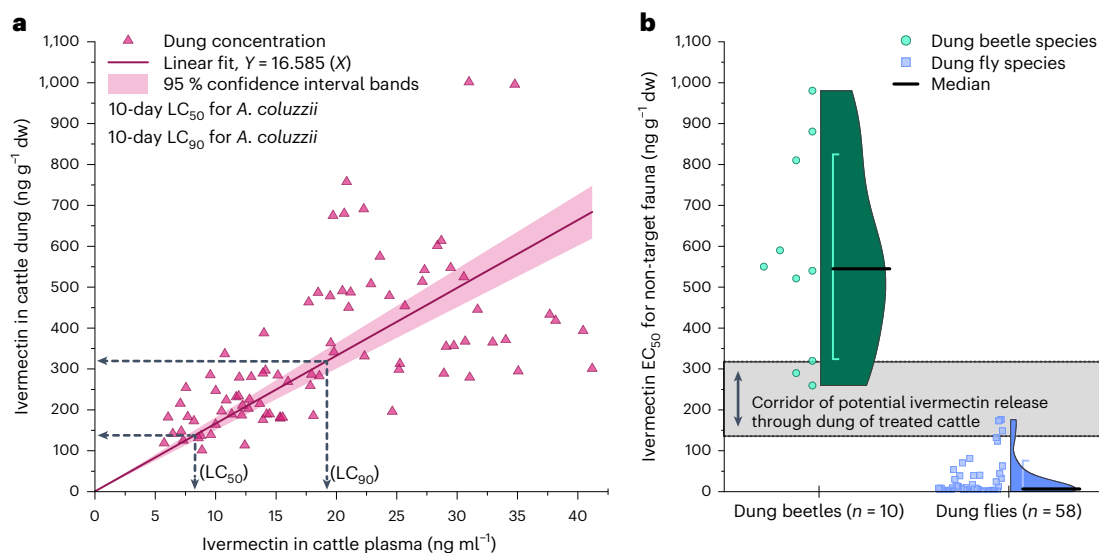 a
Ivermectin in cattle dung (ng g⁻¹ dw)
1,100
1,000
900
800
700
600
500
400
300
200
100
0
Dung concentration
Linear fit, Y = 16.585 (X)
95 % confidence interval bands
10-day LC₅₀ for A. coluzzii
10-day LC₉₀ for A. coluzzii
(LC₅₀)
(LC₉₀)
0 5 10 15 20 25 30 35 40
Ivermectin in cattle plasma (ng ml⁻¹)
b
Ivermectin EC₅₀ for non-target fauna (ng g⁻¹ dw)
1,100
1,000
900
800
700
600
500
400
300
200
100
0
Dung beetle species
Dung fly species
Median
Corridor of potential ivermectin release
through dung of treated cattle
Dung beetles (n = 10) Dung flies (n = 58)